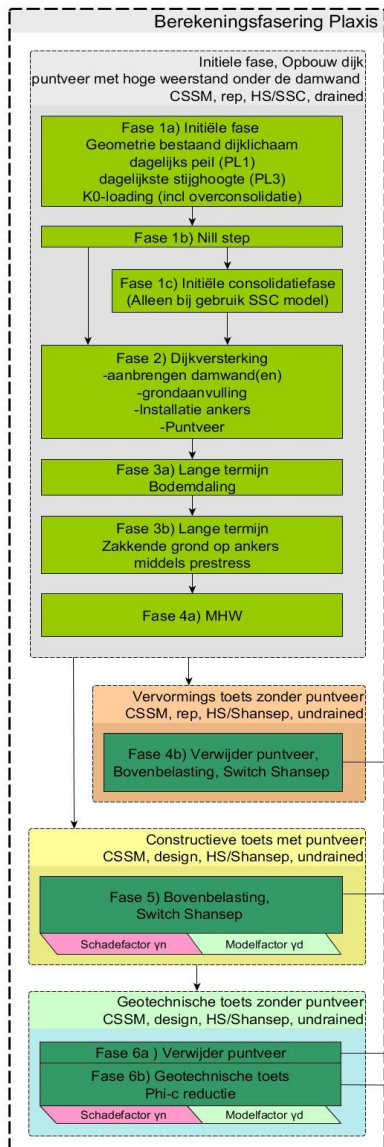 Berekeningsfasering Plaxis
Initiele fase, Opbouw dijk
puntveer met hoge weerstand onder de damwand
CSSM, rep, HS/SSC, drained
Fase 1a) Initiële fase
Geometrie bestaand dijklichaam
dagelijks peil (PL1)
dagelijkste stijghoogte (PL3)
K0-loading (incl overconsolidatie)
Fase 1b) Nill step
Fase 1c) Initiële consolidatiefase
(Alleen bij gebruik SSC model)
Fase 2) Dijkversterking
-aanbrengen damwand(en)
-grondaanvulling
-Installatie ankers
-Puntveer
Fase 3a) Lange termijn
Bodemdaling
Fase 3b) Lange termijn
Zakkende grond op ankers
middels prestress
Fase 4a) MHW
Vervormings toets zonder puntveer
CSSM, rep, HS/Shansep, undrained
Fase 4b) Verwijder puntveer,
Bovenbelasting, Switch Shansep
Constructieve toets met puntveer
CSSM, design, HS/Shansep, undrained
Fase 5) Bovenbelasting,
Switch Shansep
Schadefactor γn Modelfactor γd
Geotechnische toets zonder puntveer
CSSM, design, HS/Shansep, undrained
Fase 6a ) Verwijder puntveer
Fase 6b) Geotechnische toets
Phi-c reductie
Schadefactor γn Modelfactor γd